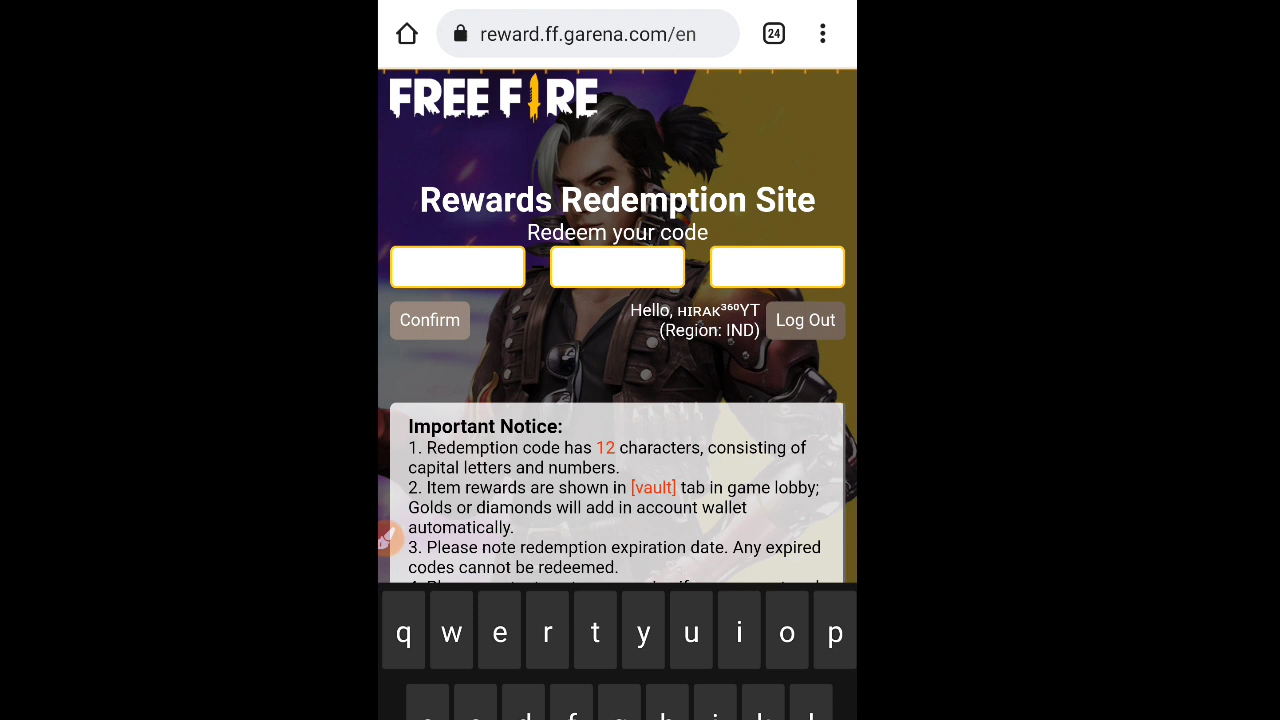 reward.ff.garena.com/en
24
FREE FIRE
Rewards Redemption Site
Redeem your code
Confirm
Hello, ʜɪʀᴀᴋ³⁶⁰YT
(Region: IND)
Log Out
Important Notice:
1. Redemption code has 12 characters, consisting of
capital letters and numbers.
2. Item rewards are shown in [vault] tab in game lobby;
Golds or diamonds will add in account wallet
automatically.
3. Please note redemption expiration date. Any expired
codes cannot be redeemed.
q w e r t y u i o p